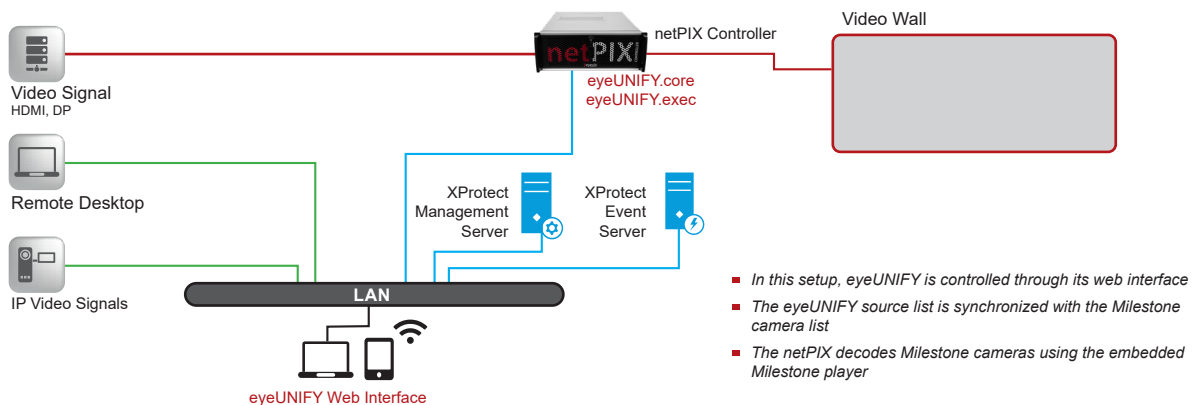 Video Signal
HDMI, DP
Remote Desktop
IP Video Signals
netPIX
netPIX Controller
eyeUNIFY.core
eyeUNIFY.exec
Video Wall
XProtect
Management
Server
XProtect
Event
Server
LAN
eyeUNIFY Web Interface
In this setup, eyeUNIFY is controlled through its web interface
The eyeUNIFY source list is synchronized with the Milestone
camera list
The netPIX decodes Milestone cameras using the embedded
Milestone player